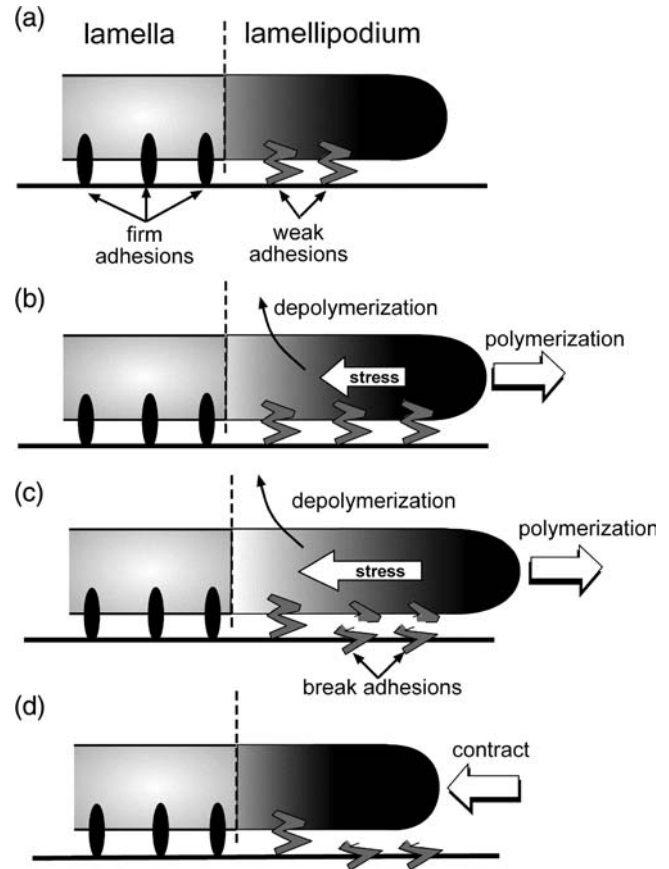 (a)
lamella lamellipodium
firm
adhesions
weak
adhesions
(b)
depolymerization
polymerization
stress
(c)
depolymerization
polymerization
stress
break adhesions
(d)
contract